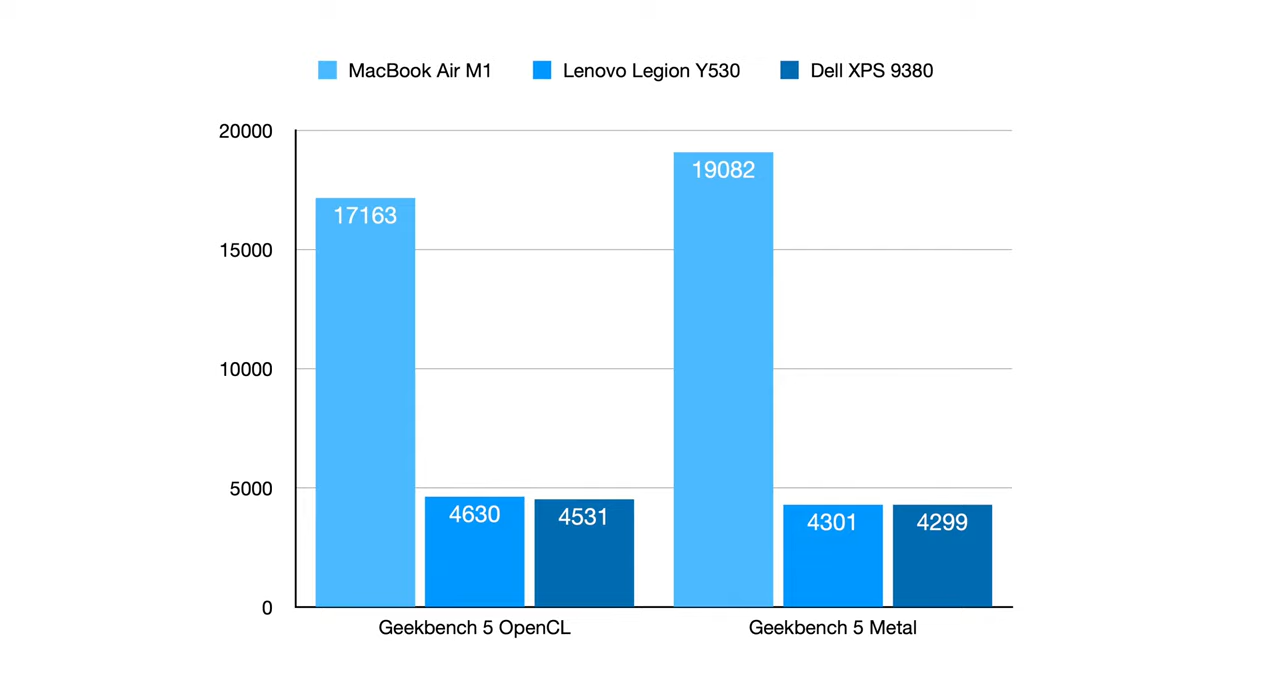 MacBook Air M1 Lenovo Legion Y530 Dell XPS 9380
20000
19082
17163
15000
10000
5000
4630 4531 4301 4299
0
Geekbench 5 OpenCL Geekbench 5 Metal